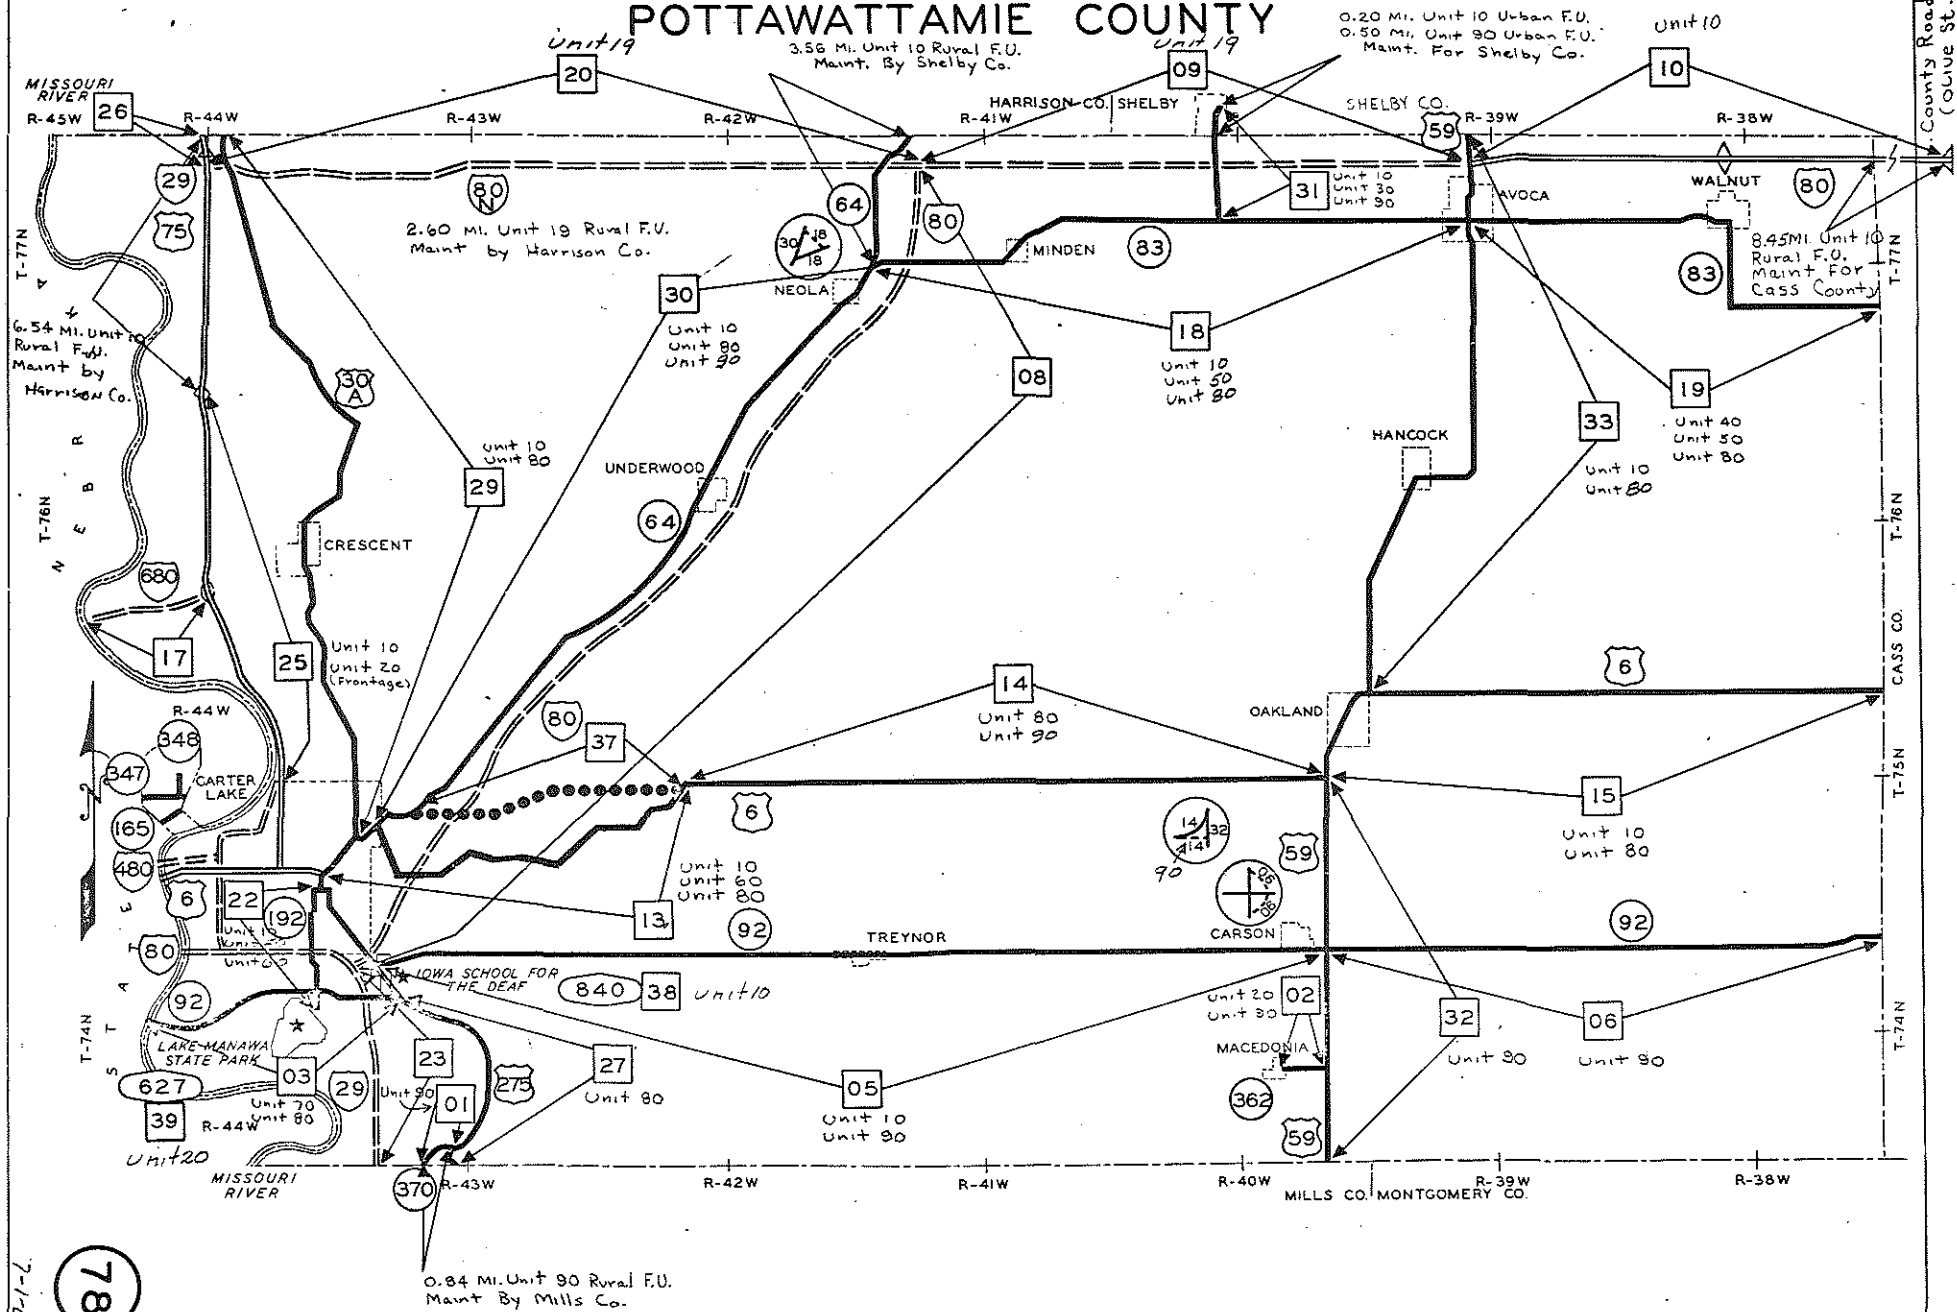 POTTAWATTAMIE COUNTY
Unit 19
3.56 Mi. Unit 10 Rural F.U.
Maint. By Shelby Co.
Unit 19
0.20 Mi. Unit 10 Urban F.U.
0.50 Mi. Unit 90 Urban F.U.
Maint. For Shelby Co.
Unit 10
County Road
20
09
10
MISSOURI
RIVER
26
HARRISON CO.
SHELBY
SHELBY CO.
59
R-45W
R-44W
R-43W
R-42W
R-41W
R-39W
R-38W
29
75
80
N
64
80
31
Unit 10
Unit 30
Unit 90
AVOCA
WALNUT
80
2.60 Mi. Unit 19 Rural F.U.
Maint by Harrison Co.
30
18
18
MINDEN
83
83
8.45 Mi. Unit 10
Rural F.U.
Maint For
Cass County
T-77N
T-77N
NEOLA
30
Unit 10
Unit 80
Unit 90
18
Unit 10
Unit 50
Unit 80
6.54 Mi. Unit
Rural F.U.
Maint by
Harrison Co.
30
A
08
19
Unit 40
Unit 50
Unit 80
33
Unit 10
Unit 80
HANCOCK
Unit 10
Unit 80
29
UNDERWOOD
64
T-76N
T-76N
NEBRASKA
CRESCENT
680
17
25
Unit 10
Unit 20
(Frontage)
CASS CO.
6
14
Unit 80
Unit 90
OAKLAND
R-44W
348
347
CARTER
LAKE
80
37
T-75N
6
15
Unit 10
Unit 80
165
14
32
14
90
59
480
6
22
192
13
Unit 10
Unit 60
Unit 80
90
90
92
TREYNOR
CARSON
92
80
IOWA SCHOOL FOR
THE DEAF
840
38
Unit 10
Unit 20
Unit 30
02
92
32
Unit 90
06
Unit 90
T-74N
T-74N
LAKE MANAWA
STATE PARK
MACEDONIA
03
23
27
Unit 80
627
29
275
05
Unit 10
Unit 90
362
39
R-44W
Unit 70
Unit 80
Unit 90
01
59
Unit 20
MISSOURI
RIVER
370
R-43W
R-42W
R-41W
R-40W
R-39W
R-38W
MILLS CO.
MONTGOMERY CO.
0.84 Mi. Unit 90 Rural F.U.
Maint By Mills Co.
78